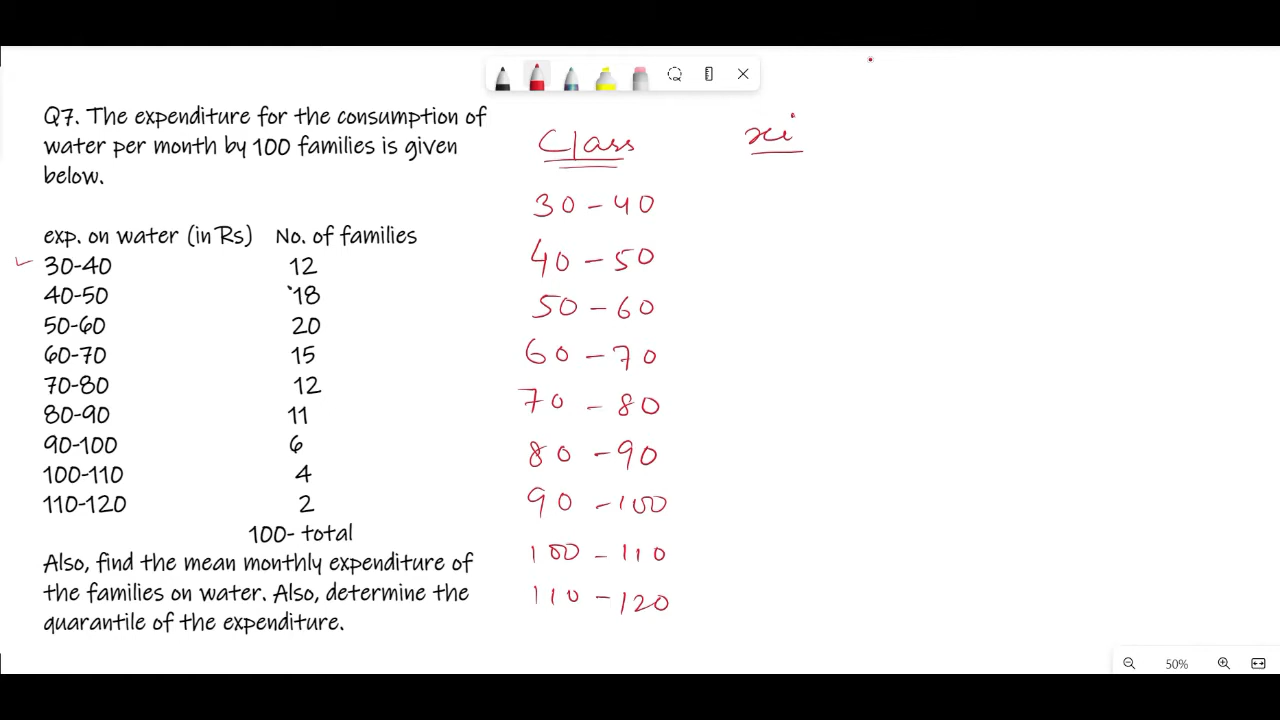 Q7. The expenditure for the consumption of
water per month by 100 families is given
below.
exp. on water (in Rs) No. of families
30-40 12
40-50 18
50-60 20
60-70 15
70-80 12
80-90 11
90-100 6
100-110 4
110-120 2
100- total
Also, find the mean monthly expenditure of
the families on water. Also, determine the
quarantile of the expenditure.
Class xi
30 - 40
40 - 50
50 - 60
60 - 70
70 - 80
80 - 90
90 - 100
100 - 110
110 - 120
50%